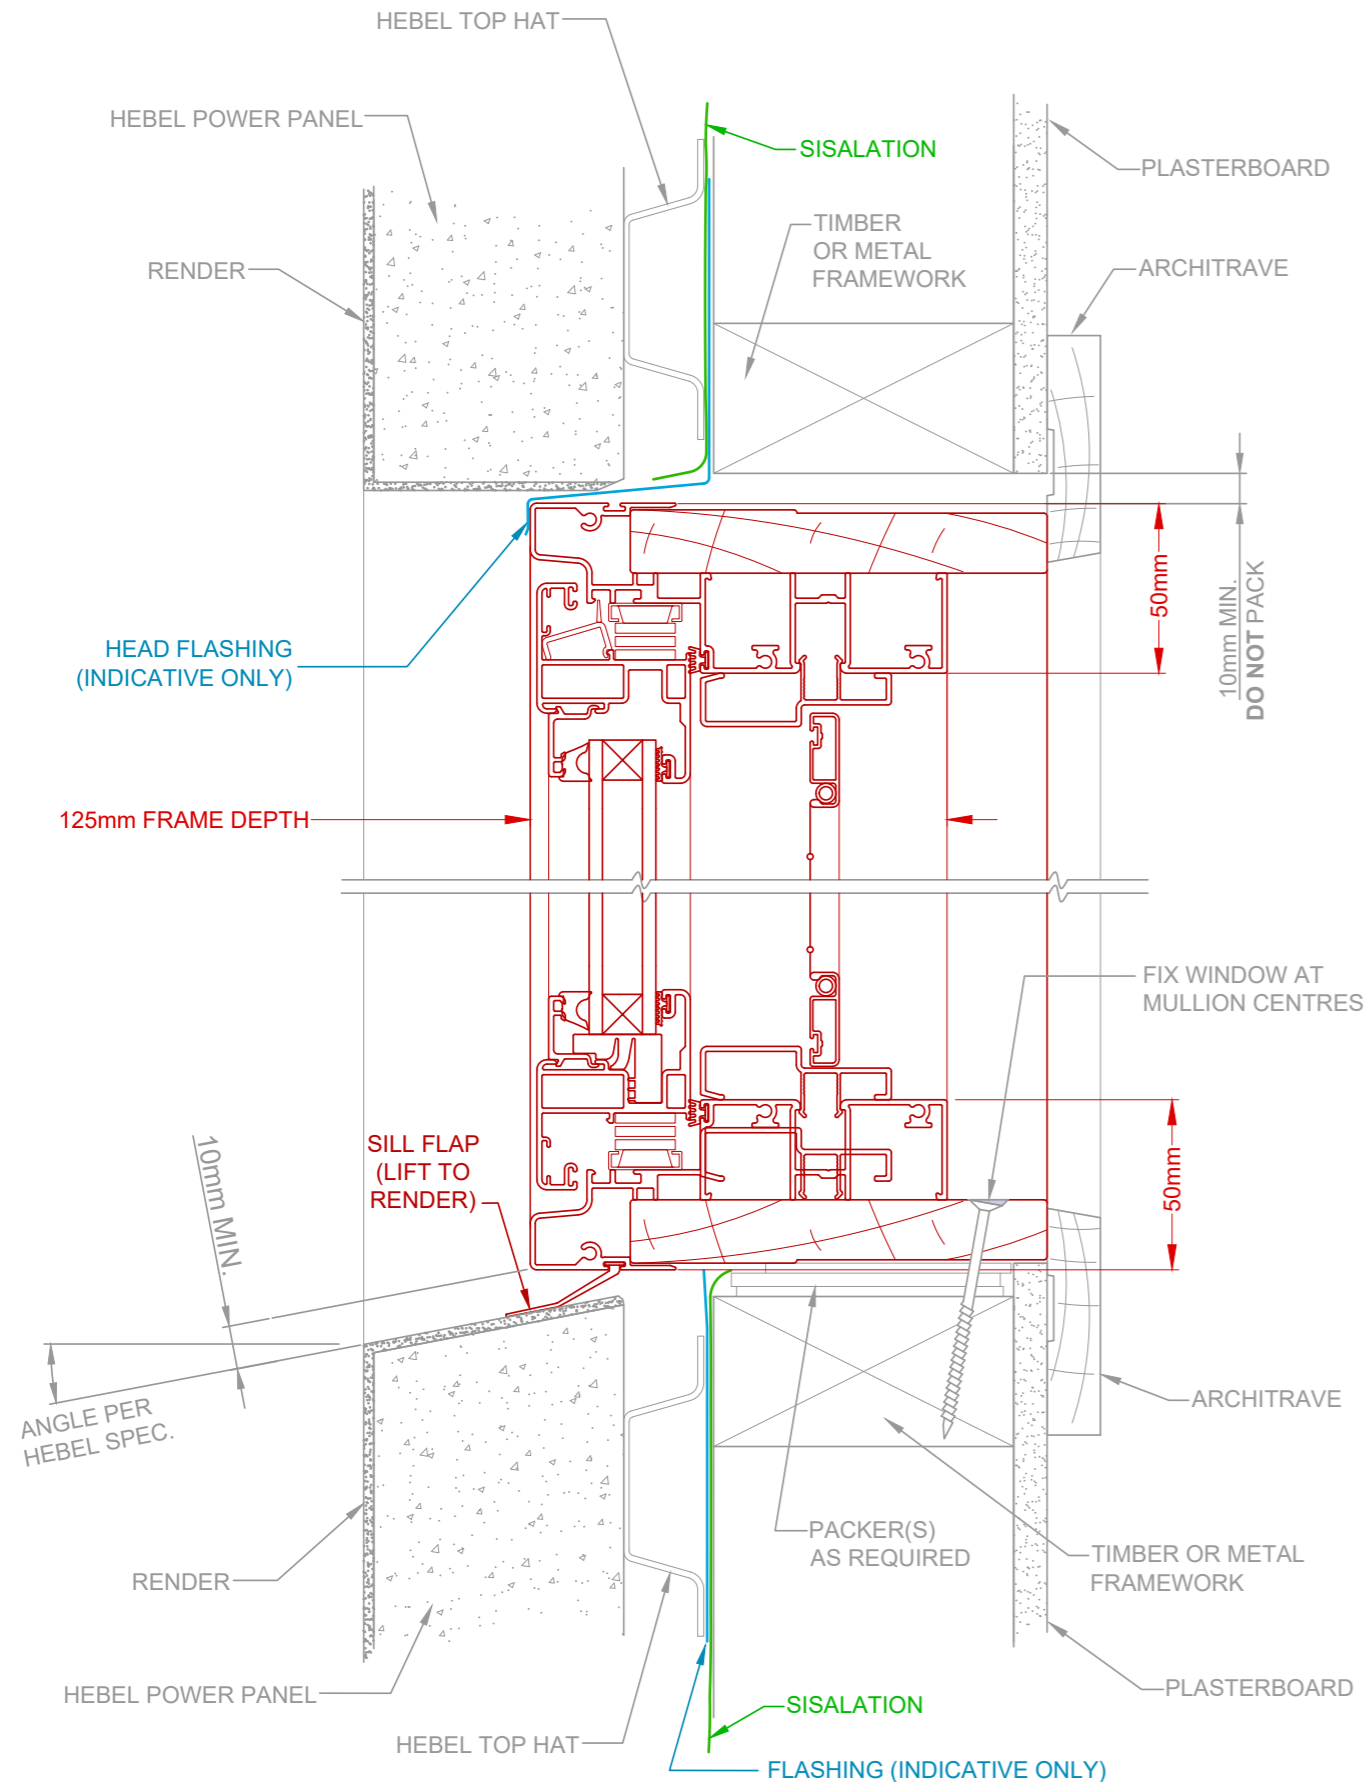 HEBEL TOP HAT
HEBEL POWER PANEL
SISALATION
PLASTERBOARD
TIMBER
OR METAL
FRAMEWORK
RENDER
ARCHITRAVE
HEAD FLASHING
(INDICATIVE ONLY)
50mm
10mm MIN.
DO NOT PACK
125mm FRAME DEPTH
FIX WINDOW AT
MULLION CENTRES
SILL FLAP
(LIFT TO
RENDER)
10mm MIN.
50mm
ANGLE PER
HEBEL SPEC.
ARCHITRAVE
PACKER(S)
AS REQUIRED
TIMBER OR METAL
FRAMEWORK
RENDER
HEBEL POWER PANEL
PLASTERBOARD
SISALATION
HEBEL TOP HAT
FLASHING (INDICATIVE ONLY)